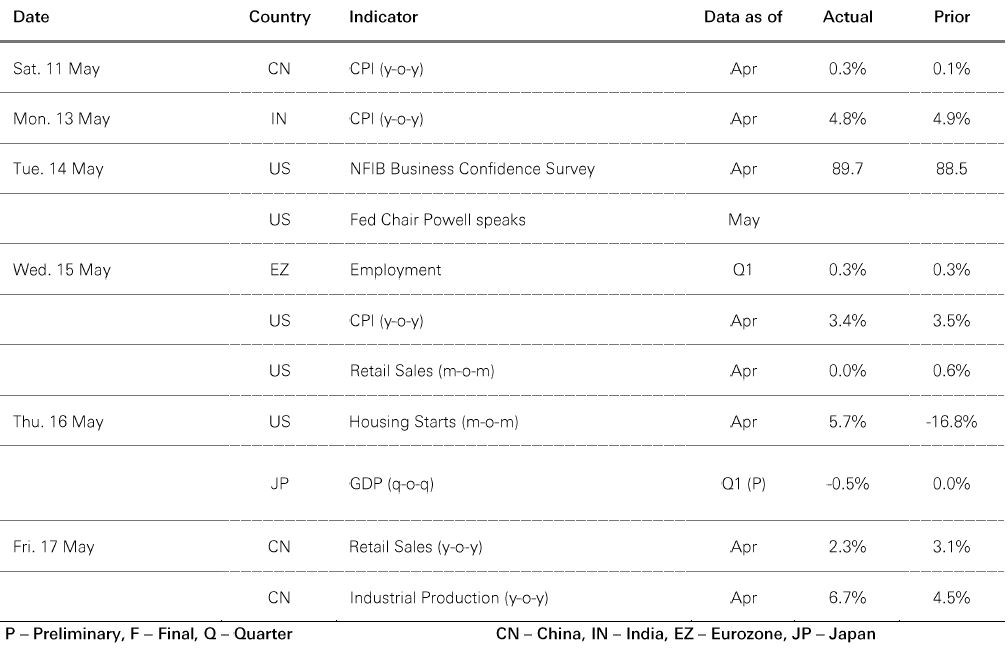 Date Country Indicator Data as of Actual Prior
Sat. 11 May CN CPI (y-o-y) Apr 0.3% 0.1%
Mon. 13 May IN CPI (y-o-y) Apr 4.8% 4.9%
Tue. 14 May US NFIB Business Confidence Survey Apr 89.7 88.5
US Fed Chair Powell speaks May
Wed. 15 May EZ Employment Q1 0.3% 0.3%
US CPI (y-o-y) Apr 3.4% 3.5%
US Retail Sales (m-o-m) Apr 0.0% 0.6%
Thu. 16 May US Housing Starts (m-o-m) Apr 5.7% -16.8%
JP GDP (q-o-q) Q1 (P) -0.5% 0.0%
Fri. 17 May CN Retail Sales (y-o-y) Apr 2.3% 3.1%
CN Industrial Production (y-o-y) Apr 6.7% 4.5%
P – Preliminary, F – Final, Q – Quarter CN – China, IN – India, EZ – Eurozone, JP – Japan